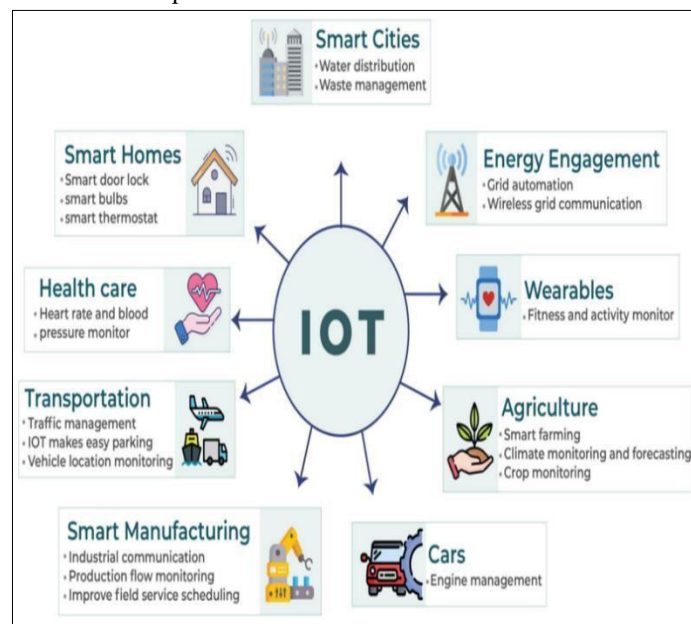 Smart Cities
• Water distribution
• Waste management
Smart Homes
• Smart door lock
• smart bulbs
• smart thermostat
Energy Engagement
• Grid automation
• Wireless grid communication
Health care
• Heart rate and blood
• pressure monitor
IOT
Wearables
• Fitness and activity monitor
Transportation
• Traffic management
• IOT makes easy parking
• Vehicle location monitoring
Agriculture
• Smart farming
• Climate monitoring and forecasting
• Crop monitoring
Smart Manufacturing
• Industrial communication
• Production flow monitoring
• Improve field service scheduling
Cars
• Engine management